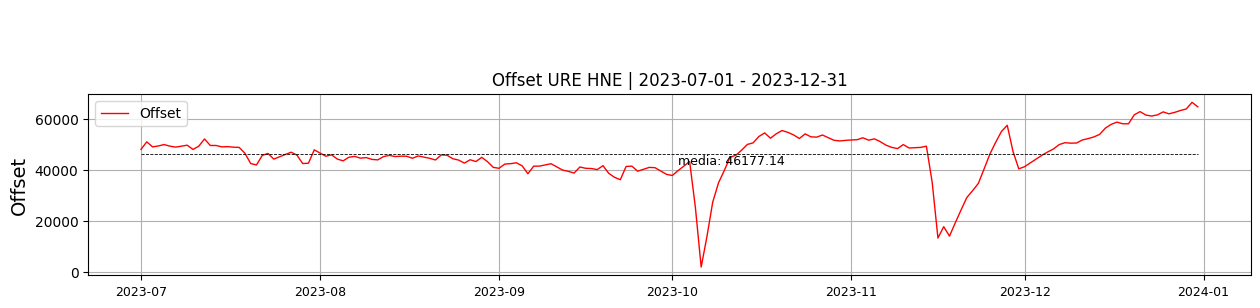 Offset URE HNE | 2023-07-01 - 2023-12-31
Offset
60000
40000
20000
0
Offset
media: 46177.14
2023-07
2023-08
2023-09
2023-10
2023-11
2023-12
2024-01